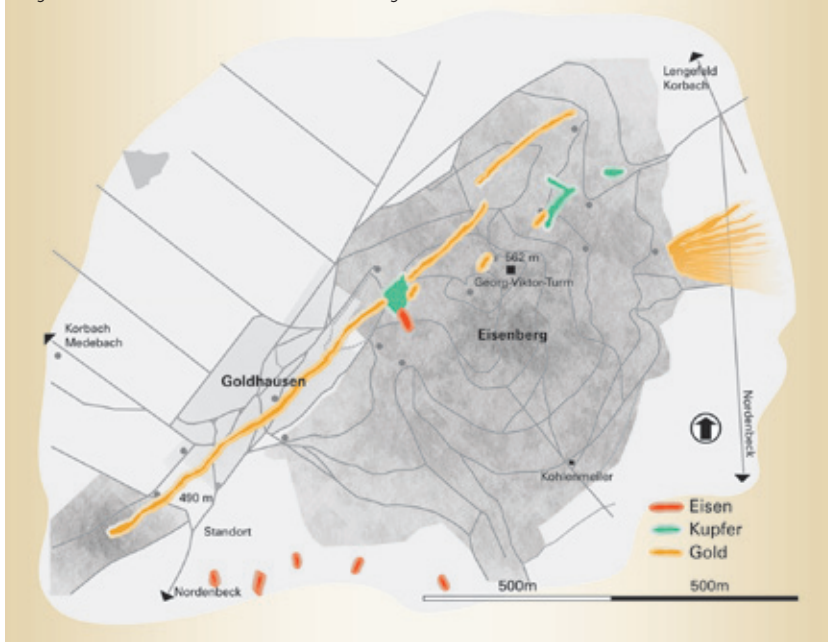 Lengefeld
Korbach
562 m
Georg-Viktor-Turm
Eisenberg
Korbach
Medebach
Goldhausen
Nordenbeck
Kohlenmeiler
490 m
Standort
Eisen
Kupfer
Gold
Nordenbeck
500m
500m